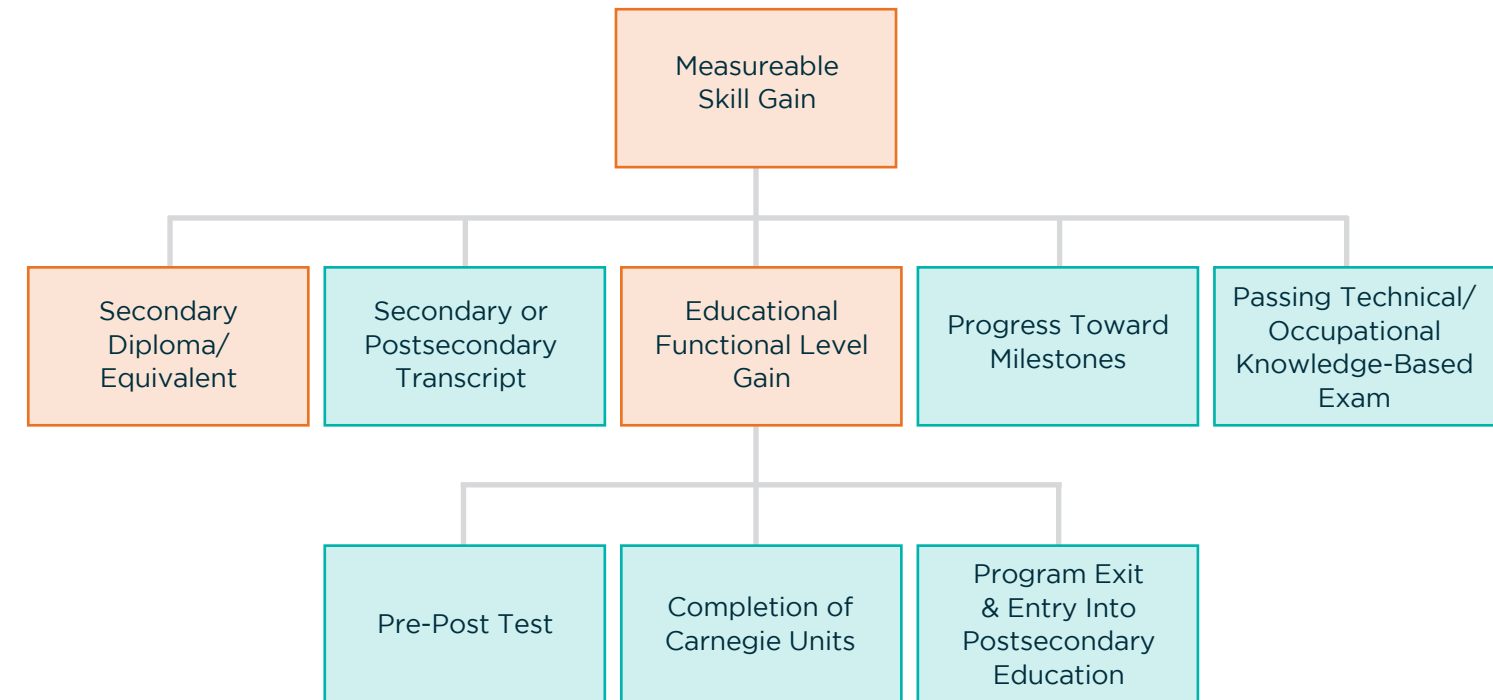 Measureable
Skill Gain
Secondary
Diploma/
Equivalent
Secondary or
Postsecondary
Transcript
Educational
Functional Level
Gain
Progress Toward
Milestones
Passing Technical/
Occupational
Knowledge-Based
Exam
Pre-Post Test
Completion of
Carnegie Units
Program Exit
& Entry Into
Postsecondary
Education